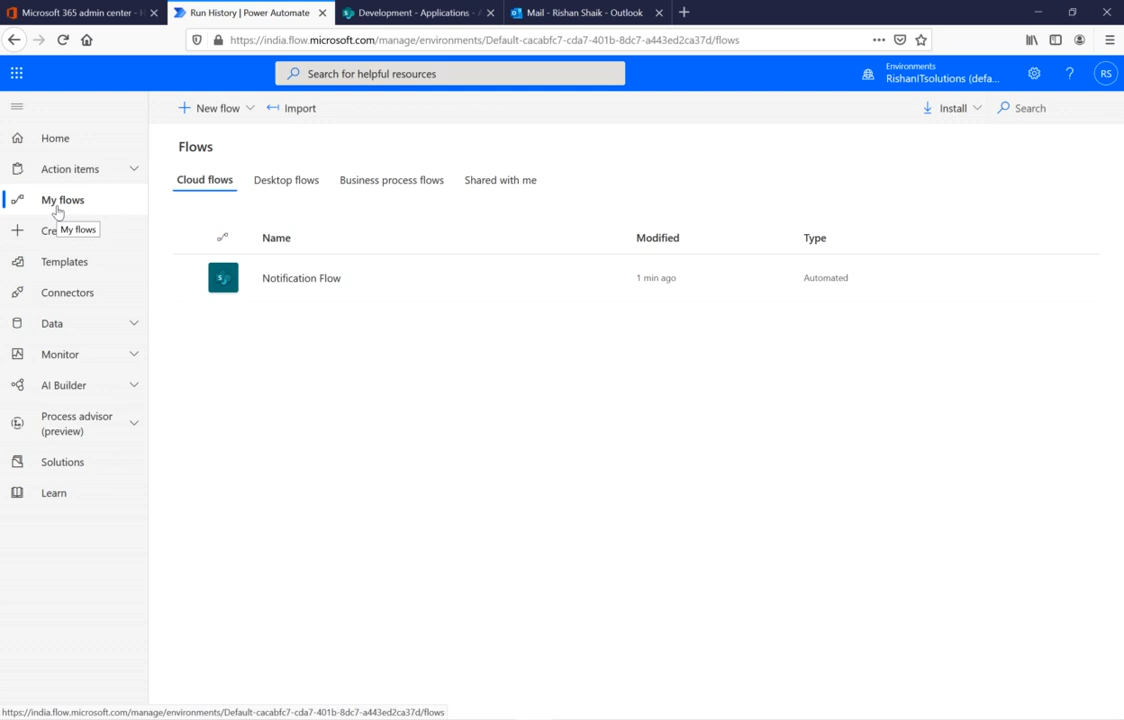 Microsoft 365 admin center - H
Run History | Power Automate
Development - Applications - A
Mail - Rishan Shaik - Outlook
https://india.flow.microsoft.com/manage/environments/Default-cacabfc7-cda7-401b-8dc7-a443ed2ca37d/flows
Search for helpful resources
Environments
RishanITsolutions (defa...
?
RS
New flow
Import
Install
Search
Home
Action items
My flows
Cre
My flows
Templates
Connectors
Data
Monitor
AI Builder
Process advisor
(preview)
Solutions
Learn
Flows
Cloud flows
Desktop flows
Business process flows
Shared with me
Name
Modified
Type
Notification Flow
1 min ago
Automated
https://india.flow.microsoft.com/manage/environments/Default-cacabfc7-cda7-401b-8dc7-a443ed2ca37d/flows